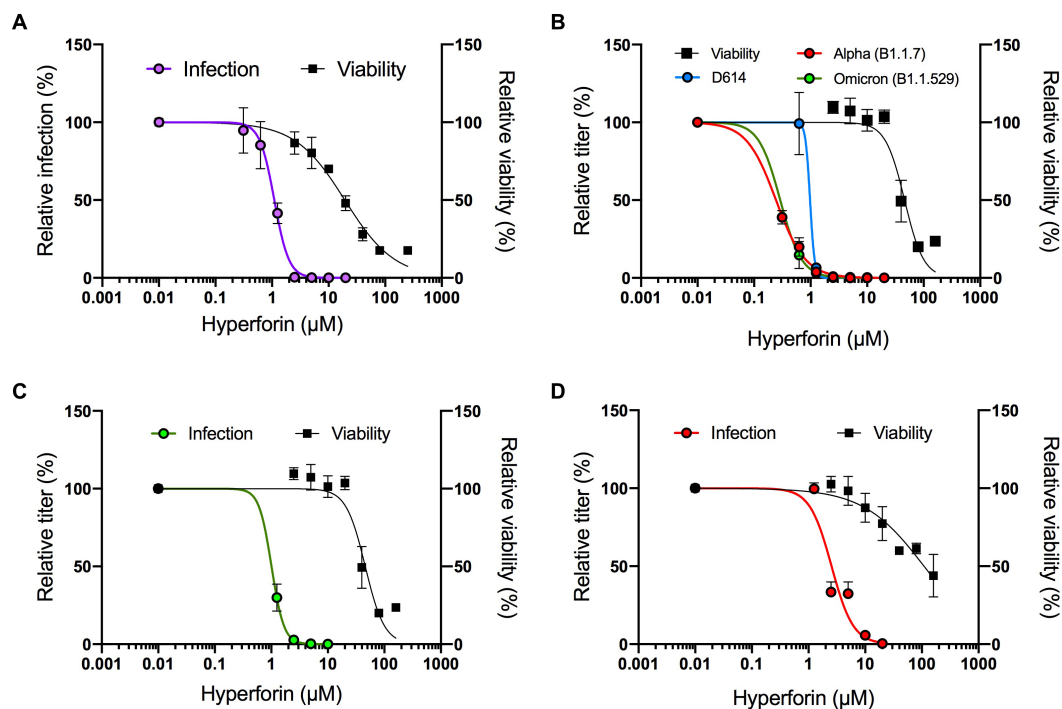 A
150
100
50
0
Relative infection (%)
Infection
Viability
150
100
50
0
Relative viability (%)
0.001 0.01 0.1 1 10 100 1000
Hyperforin (µM)
B
150
100
50
0
Relative titer (%)
Viability
Alpha (B1.1.7)
D614
Omicron (B1.1.529)
150
100
50
0
Relative viability (%)
0.001 0.01 0.1 1 10 100 1000
Hyperforin (µM)
C
150
100
50
0
Relative titer (%)
Infection
Viability
150
100
50
0
Relative viability (%)
0.001 0.01 0.1 1 10 100 1000
Hyperforin (µM)
D
150
100
50
0
Relative titer (%)
Infection
Viability
150
100
50
0
Relative viability (%)
0.001 0.01 0.1 1 10 100 1000
Hyperforin (µM)